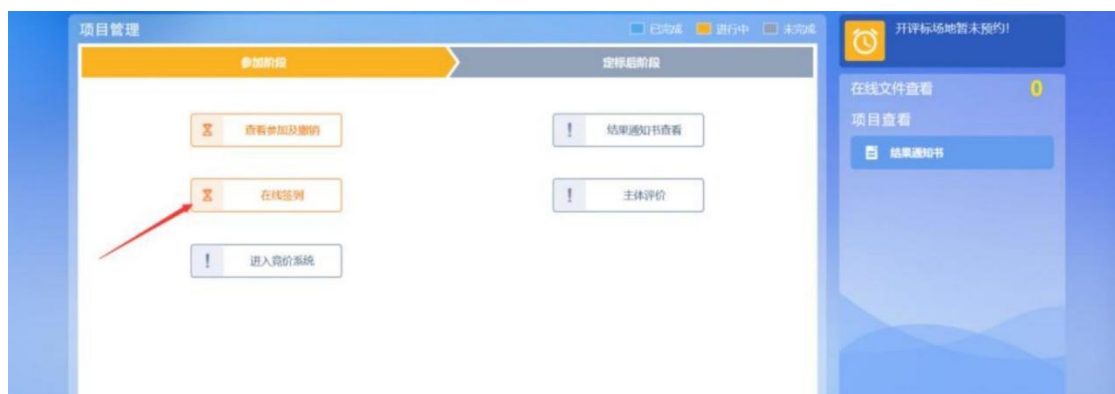 项目管理
已完成 进行中 未完成
参加阶段
定标后阶段
查看参加及撤销
在线签到
进入竞价系统
! 结果通知书查看
! 主体评价
开评标场地暂未预约!
在线文件查看 0
项目查看
结果通知书